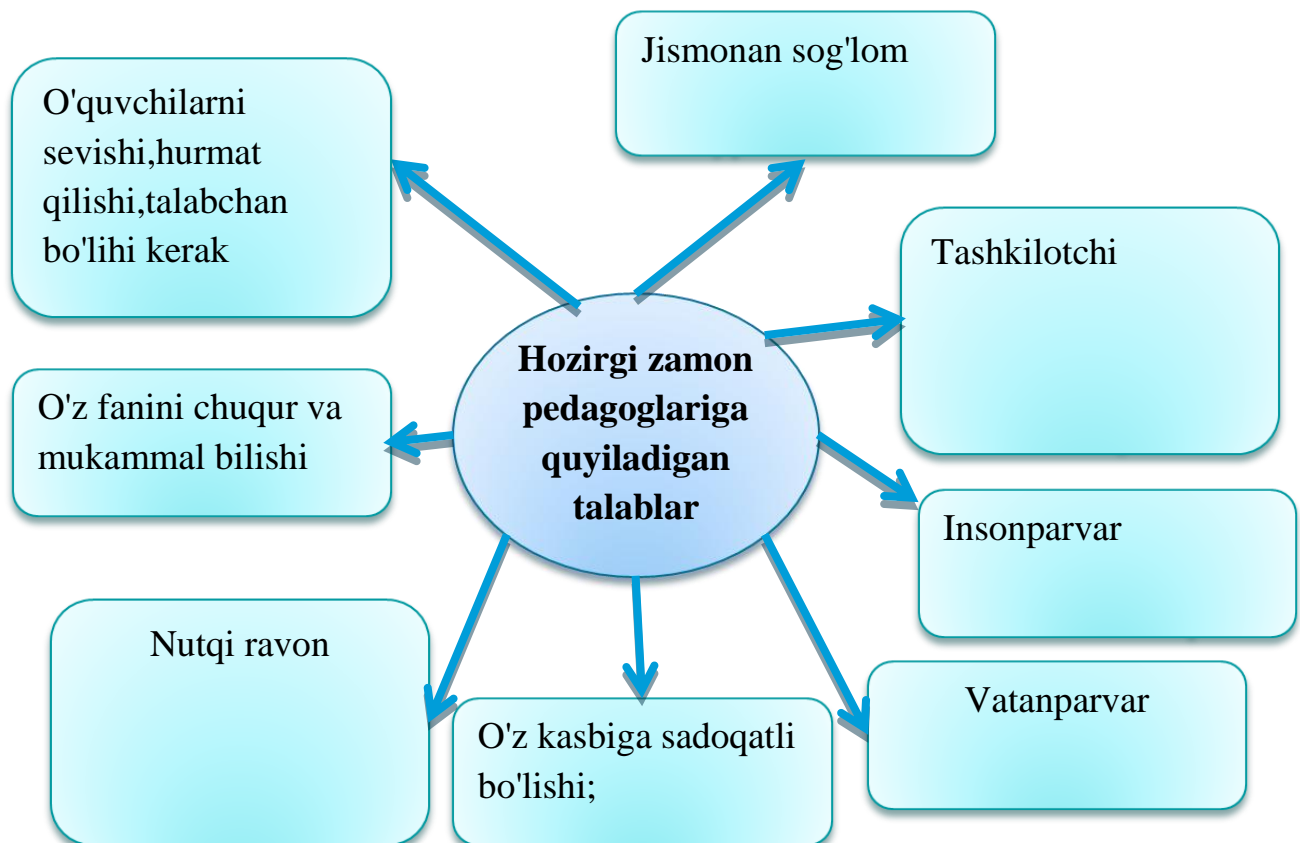 Jismonan sog'lom
O'quvchilarni
sevishi,hurmat
qilishi,talabchan
bo'lihi kerak
Tashkilotchi
Hozirgi zamon
pedagoglariga
quyiladigan
talablar
O'z fanini chuqur va
mukammal bilishi
Insonparvar
Nutqi ravon
O'z kasbiga sadoqatli
bo'lishi;
Vatanparvar